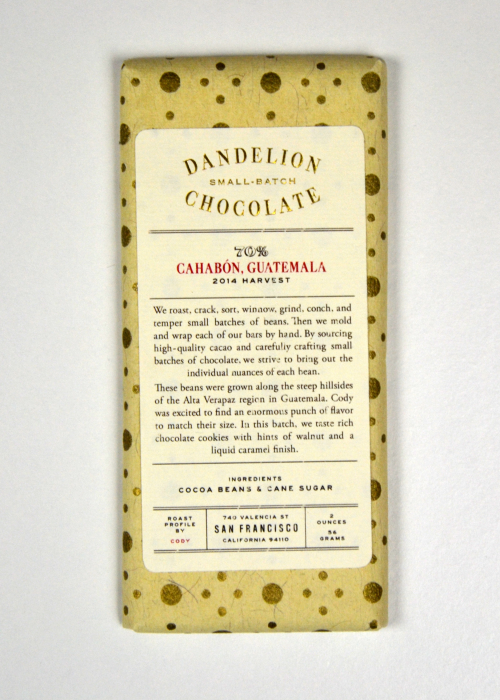 DANDELION
SMALL-BATCH
CHOCOLATE
70%
CAHABÓN, GUATEMALA
2014 HARVEST
We roast, crack, sort, winnow, grind, conch, and
temper small batches of beans. Then we mold
and wrap each of our bars by hand. By sourcing
high-quality cacao and carefully crafting small
batches of chocolate, we strive to bring out the
individual nuances of each bean.
These beans were grown along the steep hillsides
of the Alta Verapaz region in Guatemala. Cody
was excited to find an enormous punch of flavor
to match their size. In this batch, we taste rich
chocolate cookies with hints of walnut and a
liquid caramel finish.
INGREDIENTS
COCOA BEANS & CANE SUGAR
ROAST
PROFILE
BY
CODY
740 VALENCIA ST
SAN FRANCISCO
CALIFORNIA 94110
2
OUNCES
56
GRAMS